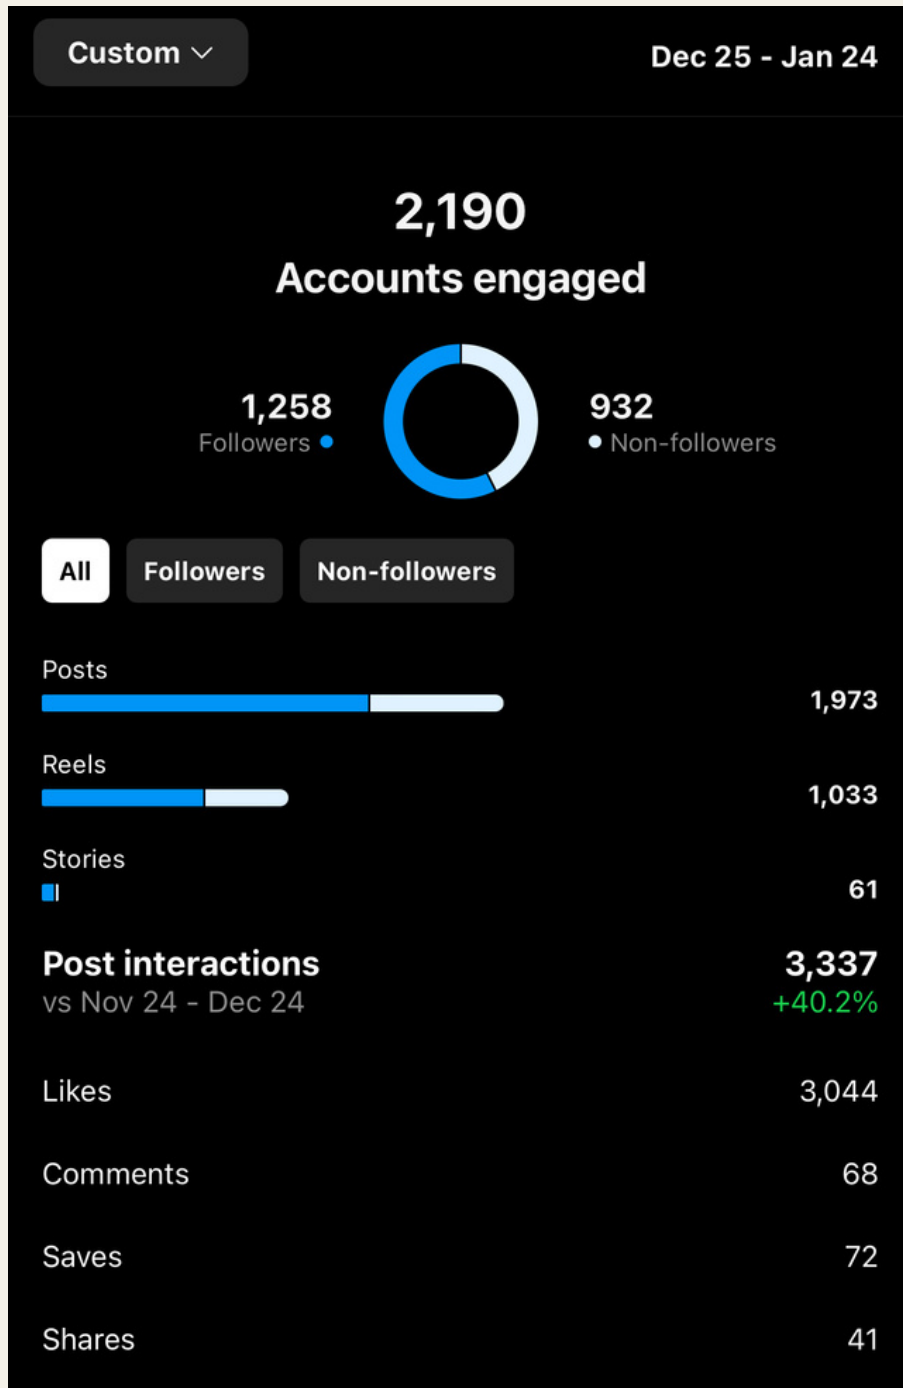 Custom
Dec 25 - Jan 24
2,190
Accounts engaged
1,258
Followers
932
Non-followers
All
Followers
Non-followers
Posts
1,973
Reels
1,033
Stories
61
Post interactions
3,337
vs Nov 24 - Dec 24
+40.2%
Likes
3,044
Comments
68
Saves
72
Shares
41